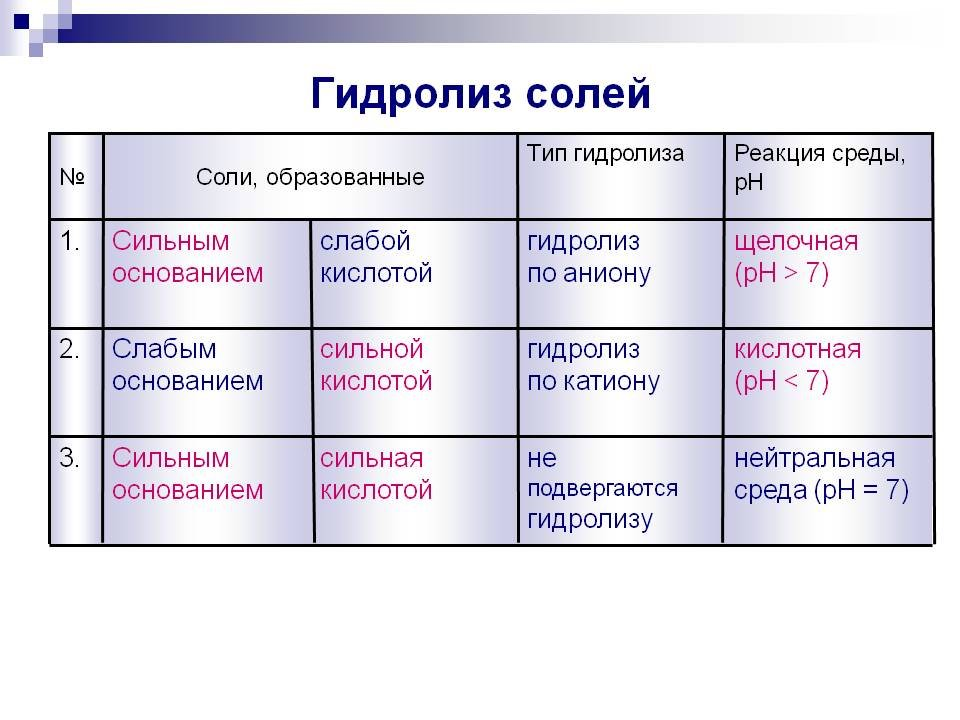 Гидролиз солей
№
Соли, образованные
Тип гидролиза
Реакция среды,
pH
1.
Сильным
основанием
слабой
кислотой
гидролиз
по аниону
щелочная
(pH > 7)
2.
Слабым
основанием
сильной
кислотой
гидролиз
по катиону
кислотная
(pH < 7)
3.
Сильным
основанием
сильная
кислотой
не
подвергаются
гидролизу
нейтральная
среда (pH = 7)